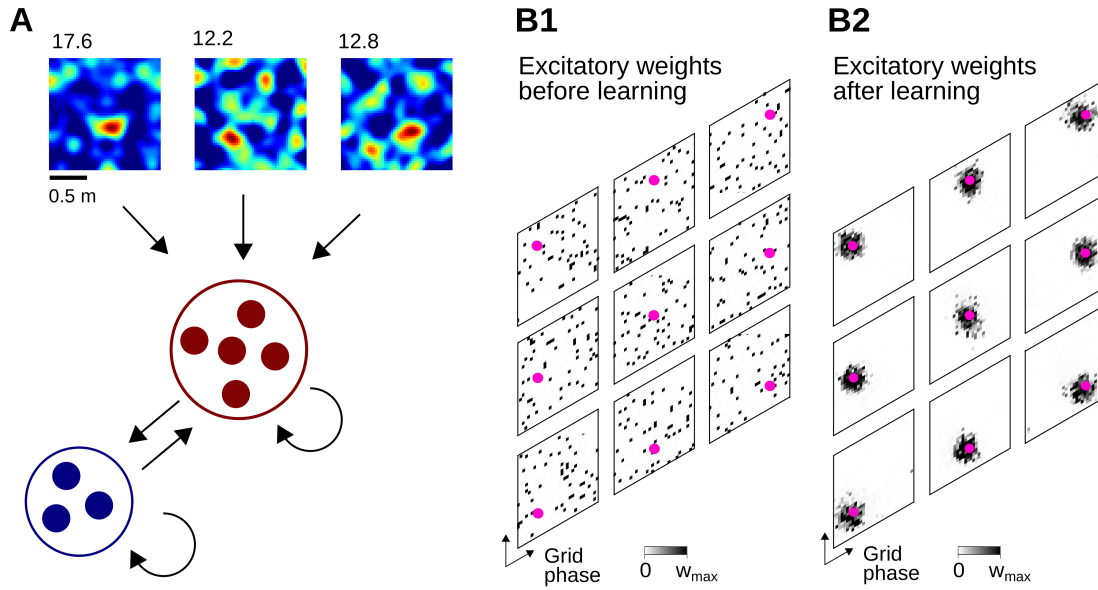 A
17.6
12.2
12.8
0.5 m
B1
Excitatory weights
before learning
Grid
phase
0
wmax
B2
Excitatory weights
after learning
Grid
phase
0
wmax